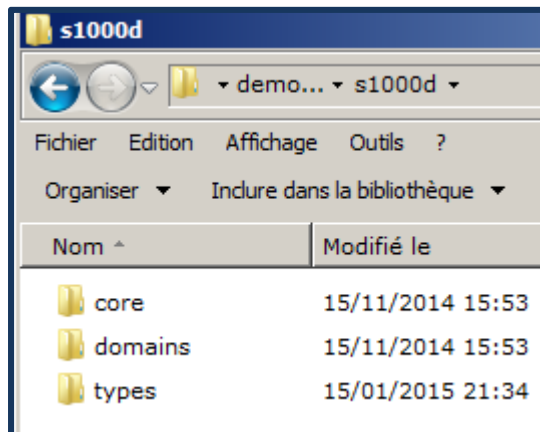 s1000d
demo... s1000d
Fichier Edition Affichage Outils ?
Organiser Inclure dans la bibliothèque
Nom Modifié le
core 15/11/2014 15:53
domains 15/11/2014 15:53
types 15/01/2015 21:34